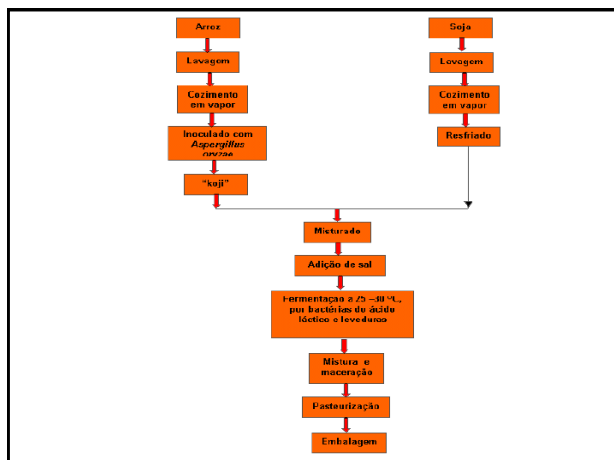 Arroz
Lavagem
Cozimento
em vapor
Inoculado com
Aspergillus
oryzae
"koji"
Soja
Lavagem
Cozimento
em vapor
Resfriado
Misturado
Adição de sal
Fermentação a 25 –30 ºC,
por bactérias do ácido
láctico e leveduras
Mistura e
maceração
Pasteurização
Embalagem